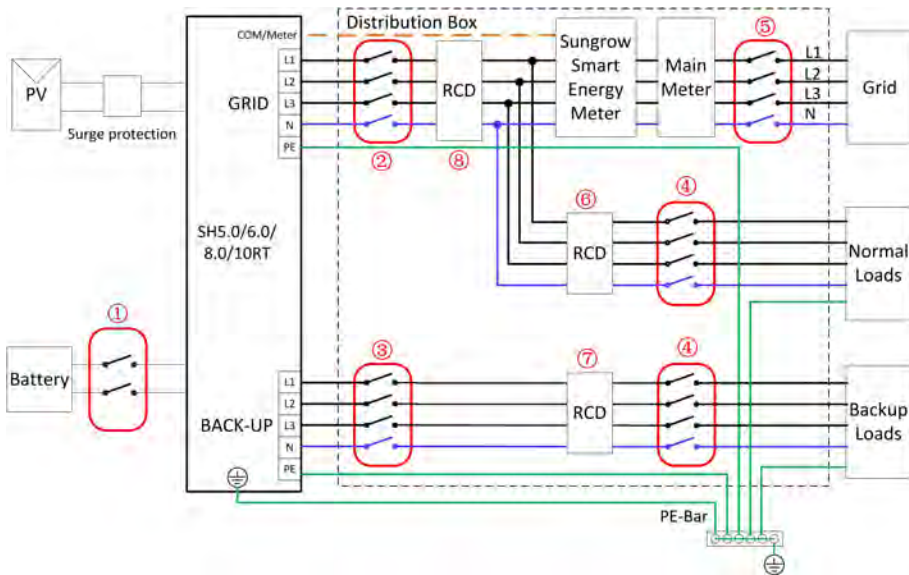 Distribution Box
COM/Meter
⑤
L1
L2
L3
N
PE
GRID
RCD
Sungrow
Smart
Energy
Meter
Main
Meter
L1
L2
L3
N
Grid
PV
Surge protection
②
⑧
SH5.0/6.0/
8.0/10RT
⑥
④
RCD
Normal
Loads
①
Battery
③
⑦
④
L1
L2
L3
N
PE
BACK-UP
RCD
Backup
Loads
PE-Bar